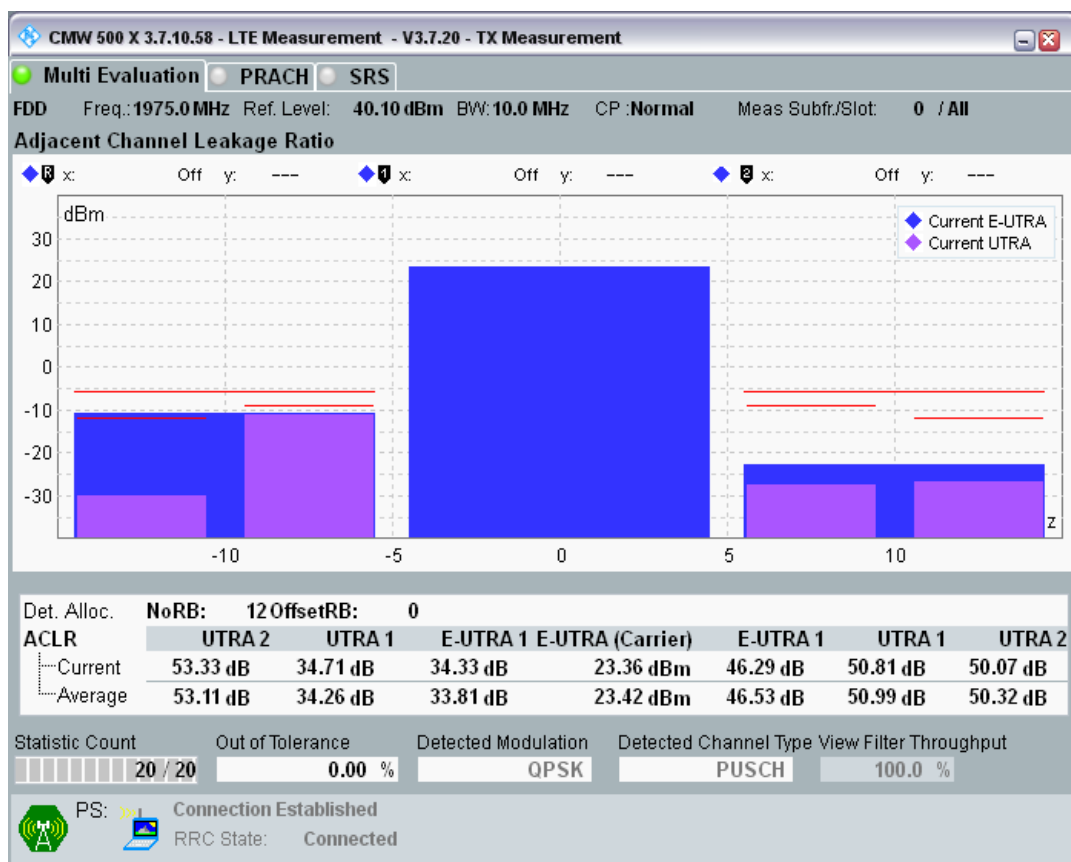 CMW 500 X 3.7.10.58 - LTE Measurement - V3.7.20 - TX Measurement
Multi Evaluation PRACH SRS
FDD Freq.: 1975.0 MHz Ref. Level: 40.10 dBm BW: 10.0 MHz CP : Normal Meas Subfr./Slot: 0 / All
Adjacent Channel Leakage Ratio
R x: Off y: --- 1 x: Off y: --- 2 x: Off y: ---
dBm
Current E-UTRA
Current UTRA
30
20
10
0
-10
-20
-30
z
-10 -5 0 5 10
Det. Alloc. NoRB: 12 OffsetRB: 0
ACLR UTRA 2 UTRA 1 E-UTRA 1 E-UTRA (Carrier) E-UTRA 1 UTRA 1 UTRA 2
Current 53.33 dB 34.71 dB 34.33 dB 23.36 dBm 46.29 dB 50.81 dB 50.07 dB
Average 53.11 dB 34.26 dB 33.81 dB 23.42 dBm 46.53 dB 50.99 dB 50.32 dB
Statistic Count Out of Tolerance Detected Modulation Detected Channel Type View Filter Throughput
20 / 20 0.00 % QPSK PUSCH 100.0 %
PS: Connection Established
RRC State: Connected